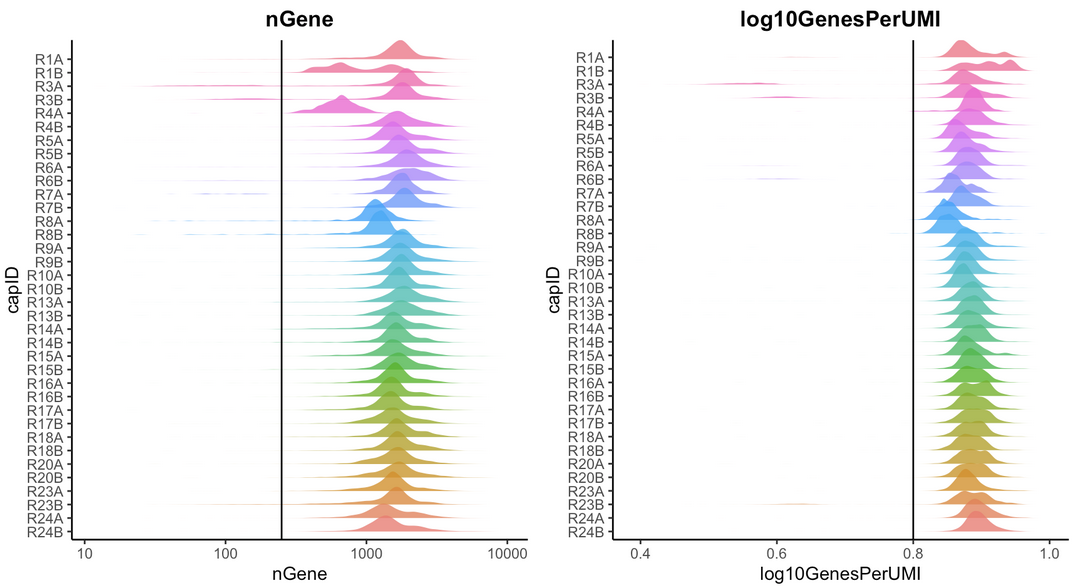 nGene
capID
R1A
R1B
R3A
R3B
R4A
R4B
R5A
R5B
R6A
R6B
R7A
R7B
R8A
R8B
R9A
R9B
R10A
R10B
R13A
R13B
R14A
R14B
R15A
R15B
R16A
R16B
R17A
R17B
R18A
R18B
R20A
R20B
R23A
R23B
R24A
R24B
10 100 1000 10000
nGene
log10GenesPerUMI
capID
R1A
R1B
R3A
R3B
R4A
R4B
R5A
R5B
R6A
R6B
R7A
R7B
R8A
R8B
R9A
R9B
R10A
R10B
R13A
R13B
R14A
R14B
R15A
R15B
R16A
R16B
R17A
R17B
R18A
R18B
R20A
R20B
R23A
R23B
R24A
R24B
0.4 0.6 0.8 1.0
log10GenesPerUMI